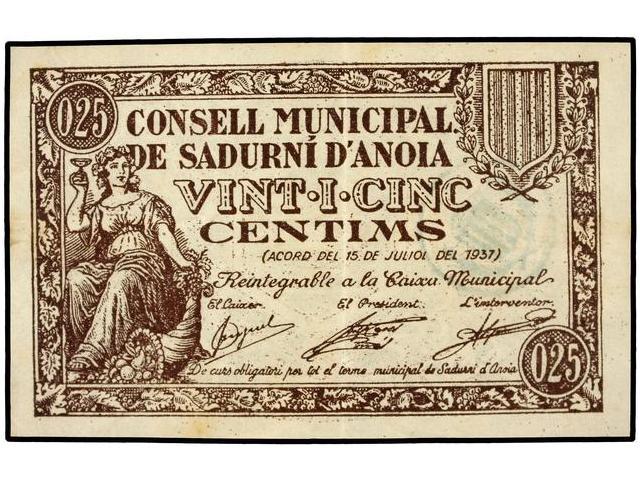 025
CONSELL MUNICIPAL
DE SADURNÍ D'ANOIA
VINT·I·CINC
CENTIMS
(ACORD DEL 15 DE JULIOL DEL 1937)
Reintegrable a la Caixa Municipal
El Caixer. El President. L'interventor.
De curs obligatori per tot el terme municipal de Sadurní d'Anoia
025